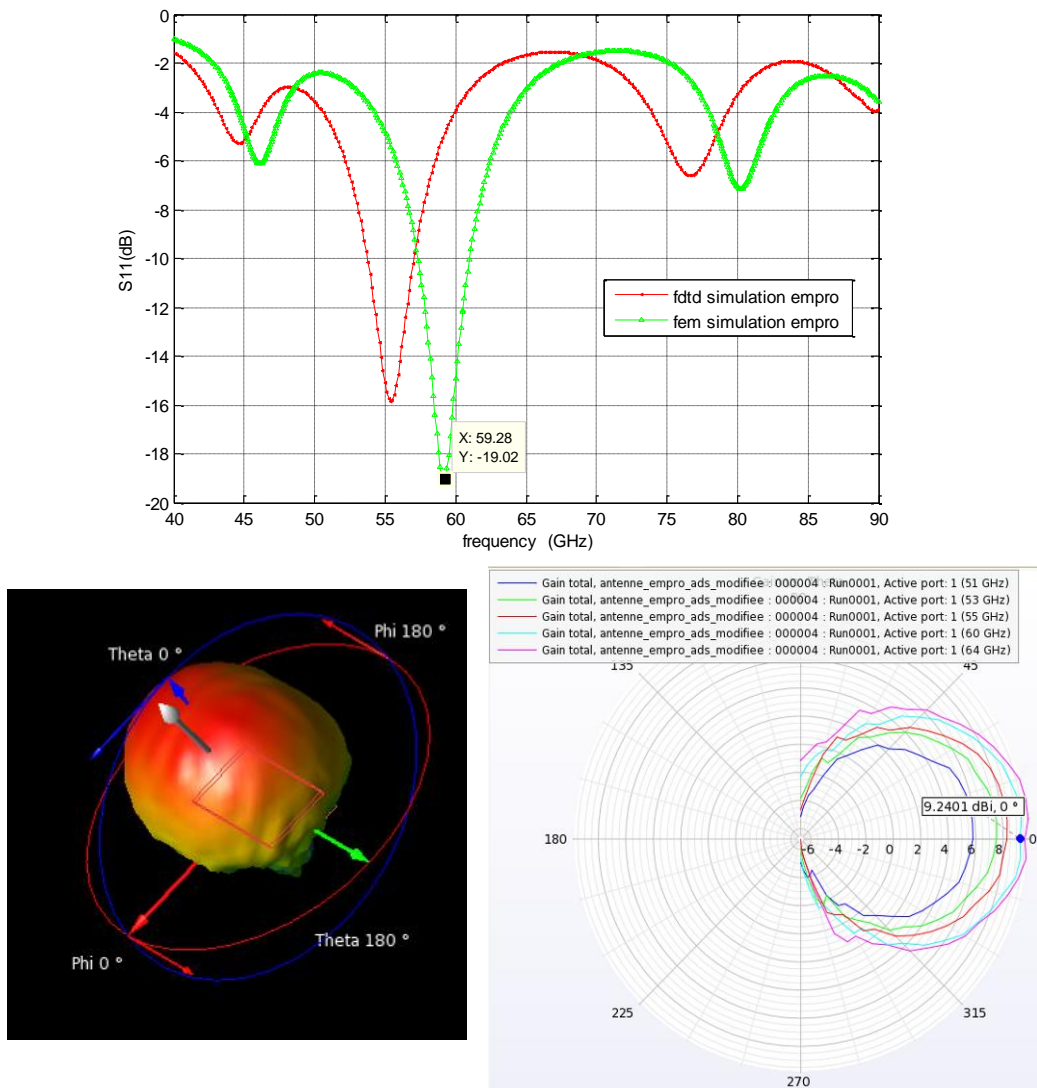 0
-2
-4
-6
-8
-10
-12
-14
-16
-18
-20
S11(dB)
fdtd simulation empro
fem simulation empro
X: 59.28
Y: -19.02
40 45 50 55 60 65 70 75 80 85 90
frequency (GHz)
Phi 180 °
Theta 0 °
Theta 180 °
Phi 0 °
Gain total, antenne_empro_ads_modifiee : 000004 : Run0001, Active port: 1 (51 GHz)
Gain total, antenne_empro_ads_modifiee : 000004 : Run0001, Active port: 1 (53 GHz)
Gain total, antenne_empro_ads_modifiee : 000004 : Run0001, Active port: 1 (55 GHz)
Gain total, antenne_empro_ads_modifiee : 000004 : Run0001, Active port: 1 (60 GHz)
Gain total, antenne_empro_ads_modifiee : 000004 : Run0001, Active port: 1 (64 GHz)
135 45
9.2401 dBi, 0 °
180 0
-6 -4 -2 0 2 4 6 8
225 315
270